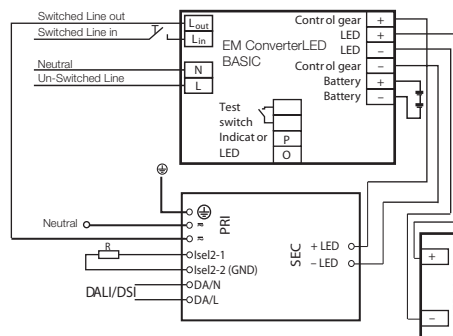 Switched Line out
Switched Line in
Neutral
Un-Switched Line
Lout
Lin
N
L
EM ConverterLED
BASIC
Test
switch
Indicator
LED
P
O
Control gear +
LED +
LED −
Control gear −
Battery +
Battery −
Neutral
R
DALI/DSI
PRI
Isel2-1
Isel2-2 (GND)
DA/N
DA/L
SEC
+ LED
– LED
+
−